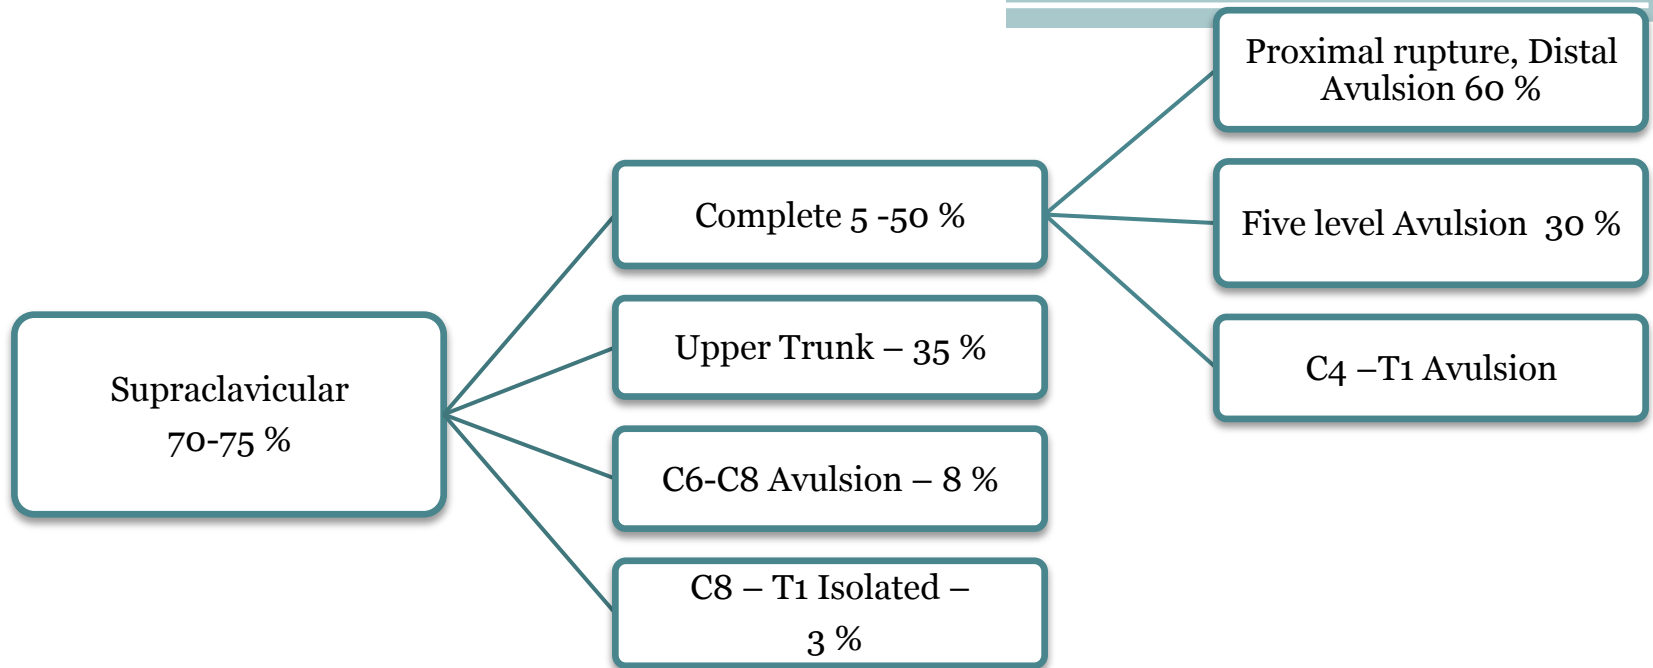 Supraclavicular
70-75 %
Complete 5 -50 %
Upper Trunk – 35 %
C6-C8 Avulsion – 8 %
C8 – T1 Isolated –
3 %
Proximal rupture, Distal
Avulsion 60 %
Five level Avulsion 30 %
C4 –T1 Avulsion